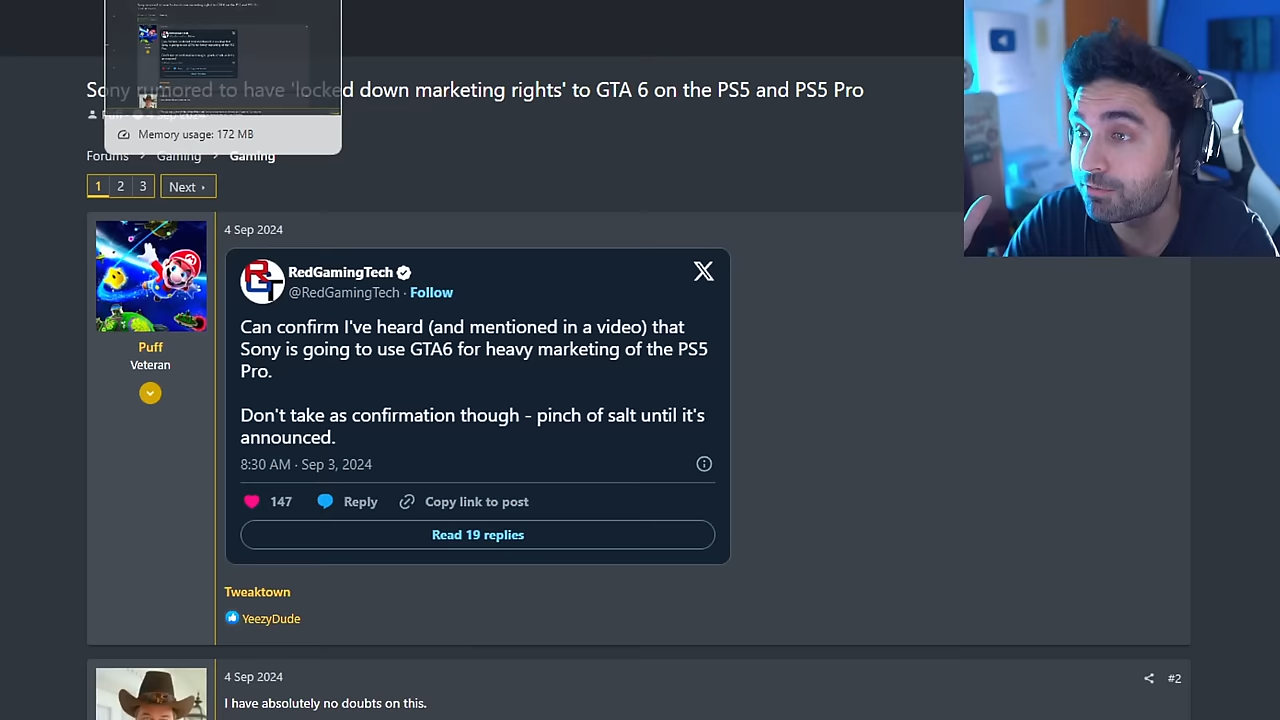 Sony rumored to have 'locked down marketing rights' to GTA 6 on the PS5 and PS5 Pro
Memory usage: 172 MB
Forums
Gaming
Gaming
1
2
3
Next
4 Sep 2024
RedGamingTech
@RedGamingTech · Follow
Can confirm I've heard (and mentioned in a video) that
Sony is going to use GTA6 for heavy marketing of the PS5
Pro.
Don't take as confirmation though - pinch of salt until it's
announced.
8:30 AM · Sep 3, 2024
147
Reply
Copy link to post
Read 19 replies
Puff
Veteran
Tweaktown
YeezyDude
4 Sep 2024
#2
I have absolutely no doubts on this.